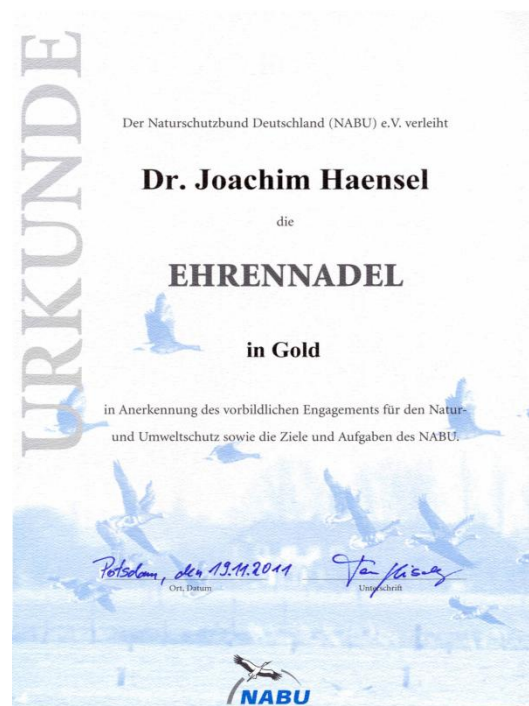 URKUNDE
Der Naturschutzbund Deutschland (NABU) e.V. verleiht
Dr. Joachim Haensel
die
EHRENNADEL
in Gold
in Anerkennung des vorbildlichen Engagements für den Natur-
und Umweltschutz sowie die Ziele und Aufgaben des NABU.
Potsdam, den 19.11.2011
Ort, Datum
Unterschrift
NABU